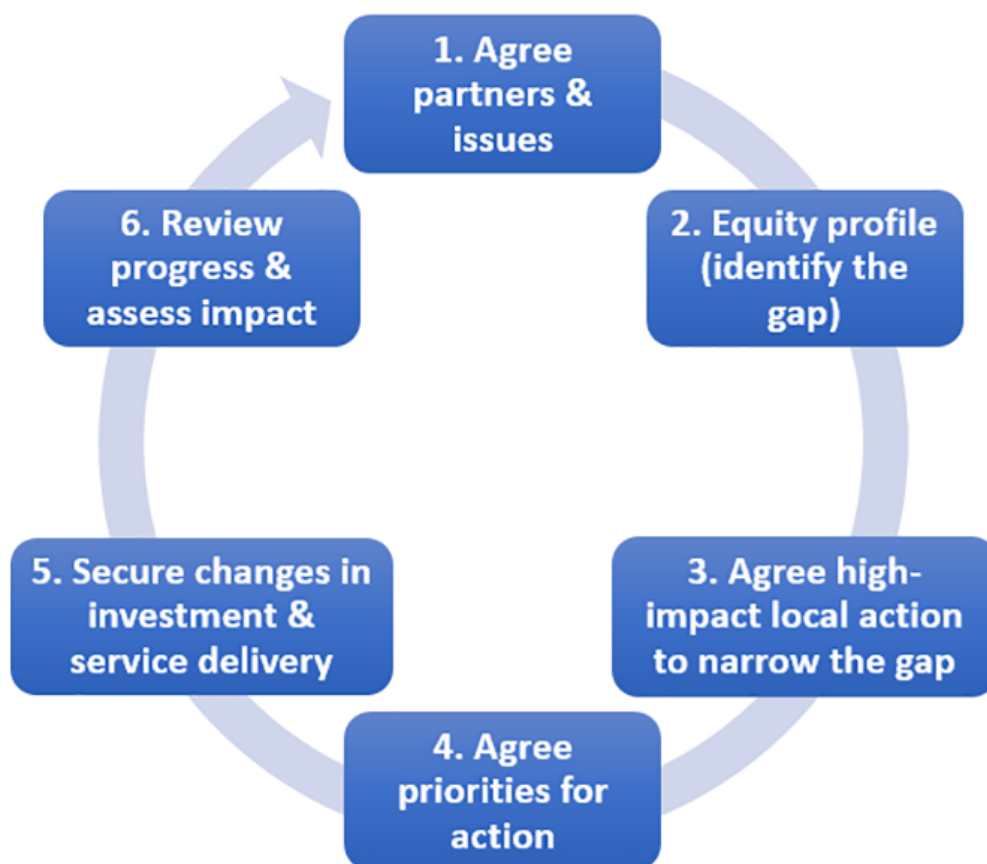 1. Agree
partners &
issues
2. Equity profile
(identify the
gap)
3. Agree high-
impact local action
to narrow the gap
4. Agree
priorities for
action
5. Secure changes in
investment &
service delivery
6. Review
progress &
assess impact